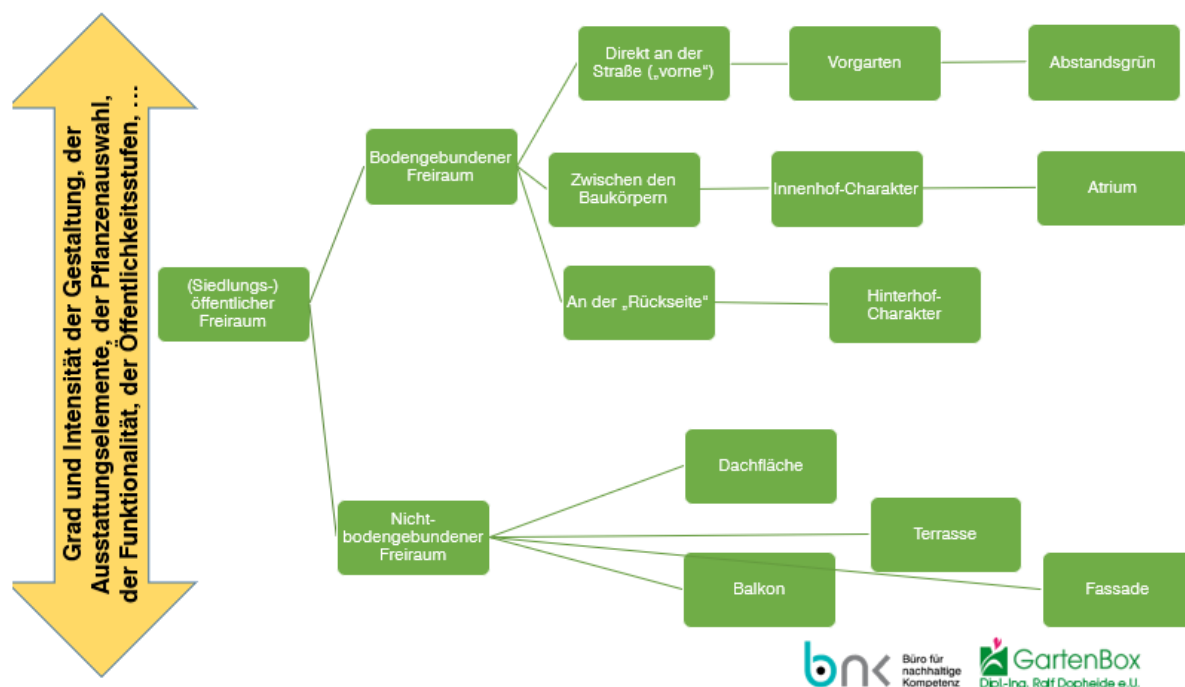 Grad und Intensität der Gestaltung, der
Ausstattungselemente, der Pflanzenauswahl,
der Funktionalität, der Öffentlichkeitsstufen, ...
(Siedlungs-)
öffentlicher
Freiraum
Bodengebundener
Freiraum
Direkt an der
Straße („vorne“)
Vorgarten
Abstandsgrün
Zwischen den
Baukörpern
Innenhof-Charakter
Atrium
An der „Rückseite“
Hinterhof-
Charakter
Nicht-
bodengebundener
Freiraum
Dachfläche
Terrasse
Balkon
Fassade
bnk
Büro für
nachhaltige
Kompetenz
GartenBox
Dipl.-Ing. Ralf Dopheide e.U.